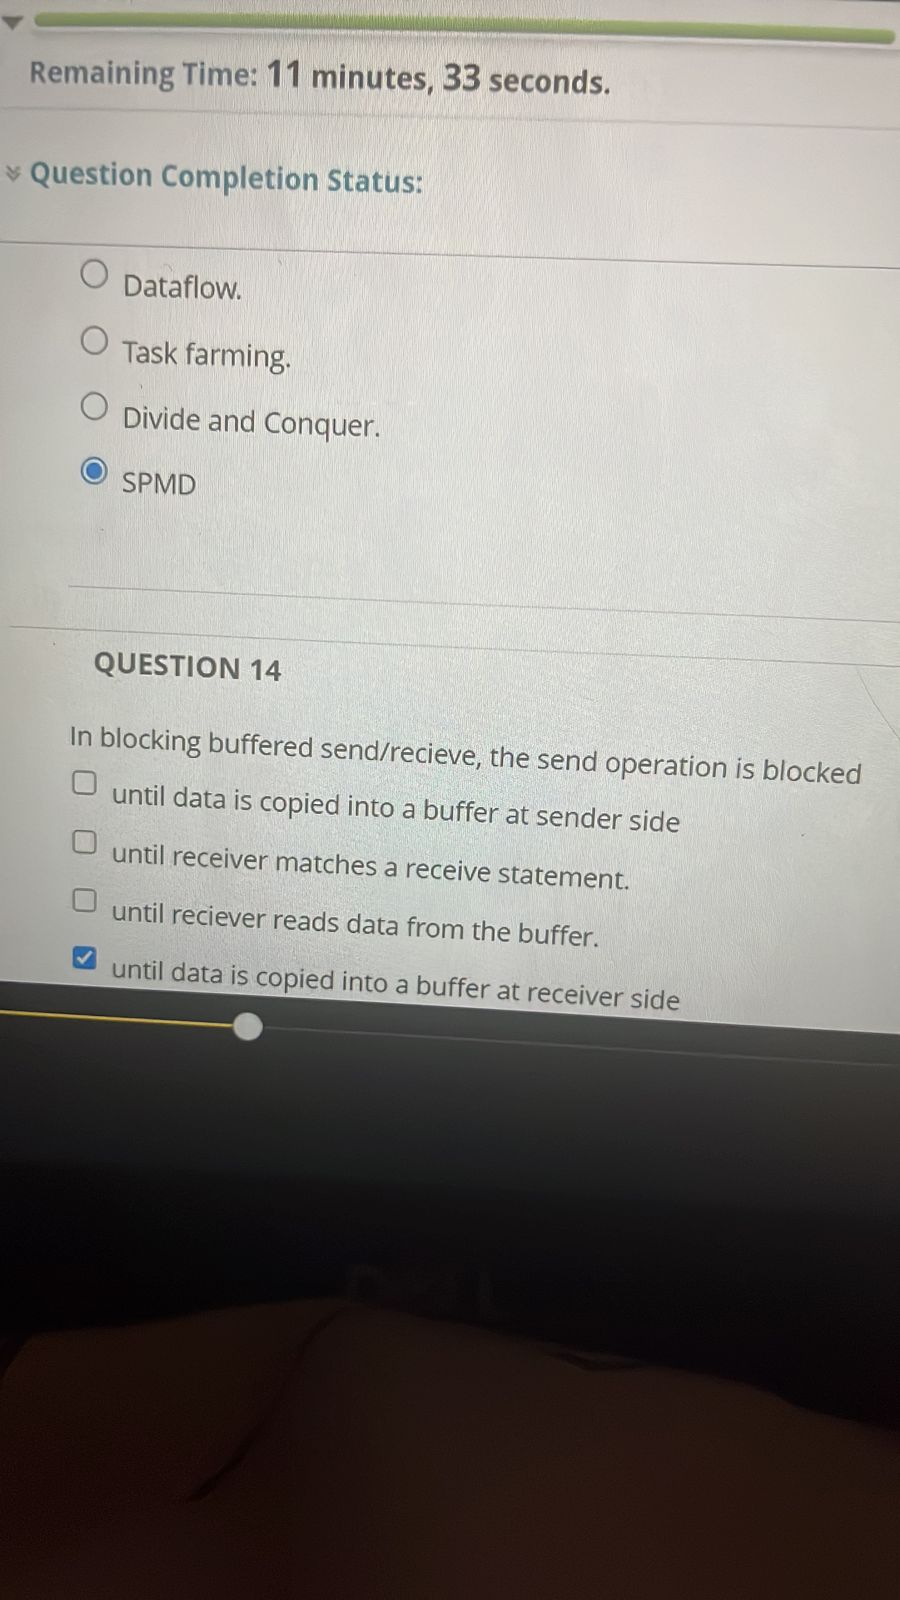 Remaining Time: 11 minutes, 33 seconds.
Question Completion Status:
Dataflow.
Task farming.
Divide and Conquer.
SPMD
QUESTION 14
In blocking buffered send/recieve, the send operation is blocked
until data is copied into a buffer at sender side
until receiver matches a receive statement.
until reciever reads data from the buffer.
until data is copied into a buffer at receiver side